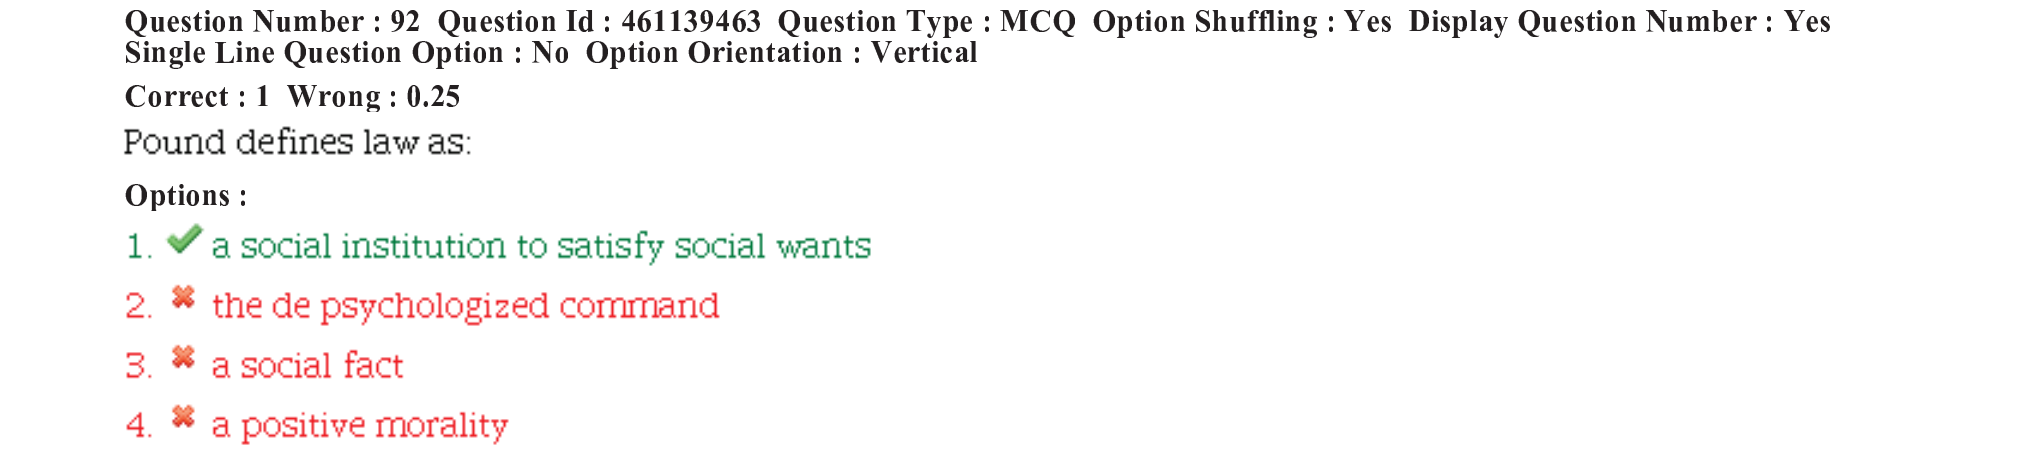 Question Number : 92 Question Id : 461139463 Question Type : MCQ Option Shuffling : Yes Display Question Number : Yes
Single Line Question Option : No Option Orientation : Vertical
Correct : 1 Wrong : 0.25
Pound defines law as:
Options :
1. a social institution to satisfy social wants
2. the de psychologized command
3. a social fact
4. a positive morality